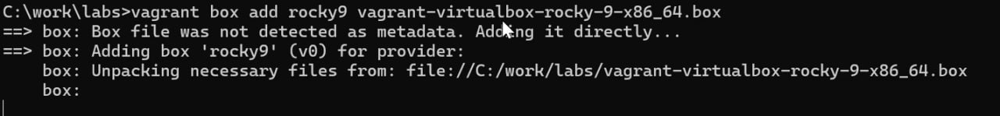 C:\work\labs>vagrant box add rocky9 vagrant-virtualbox-rocky-9-x86_64.box
==> box: Box file was not detected as metadata. Adding it directly...
==> box: Adding box 'rocky9' (v0) for provider:
    box: Unpacking necessary files from: file://C:/work/labs/vagrant-virtualbox-rocky-9-x86_64.box
    box: